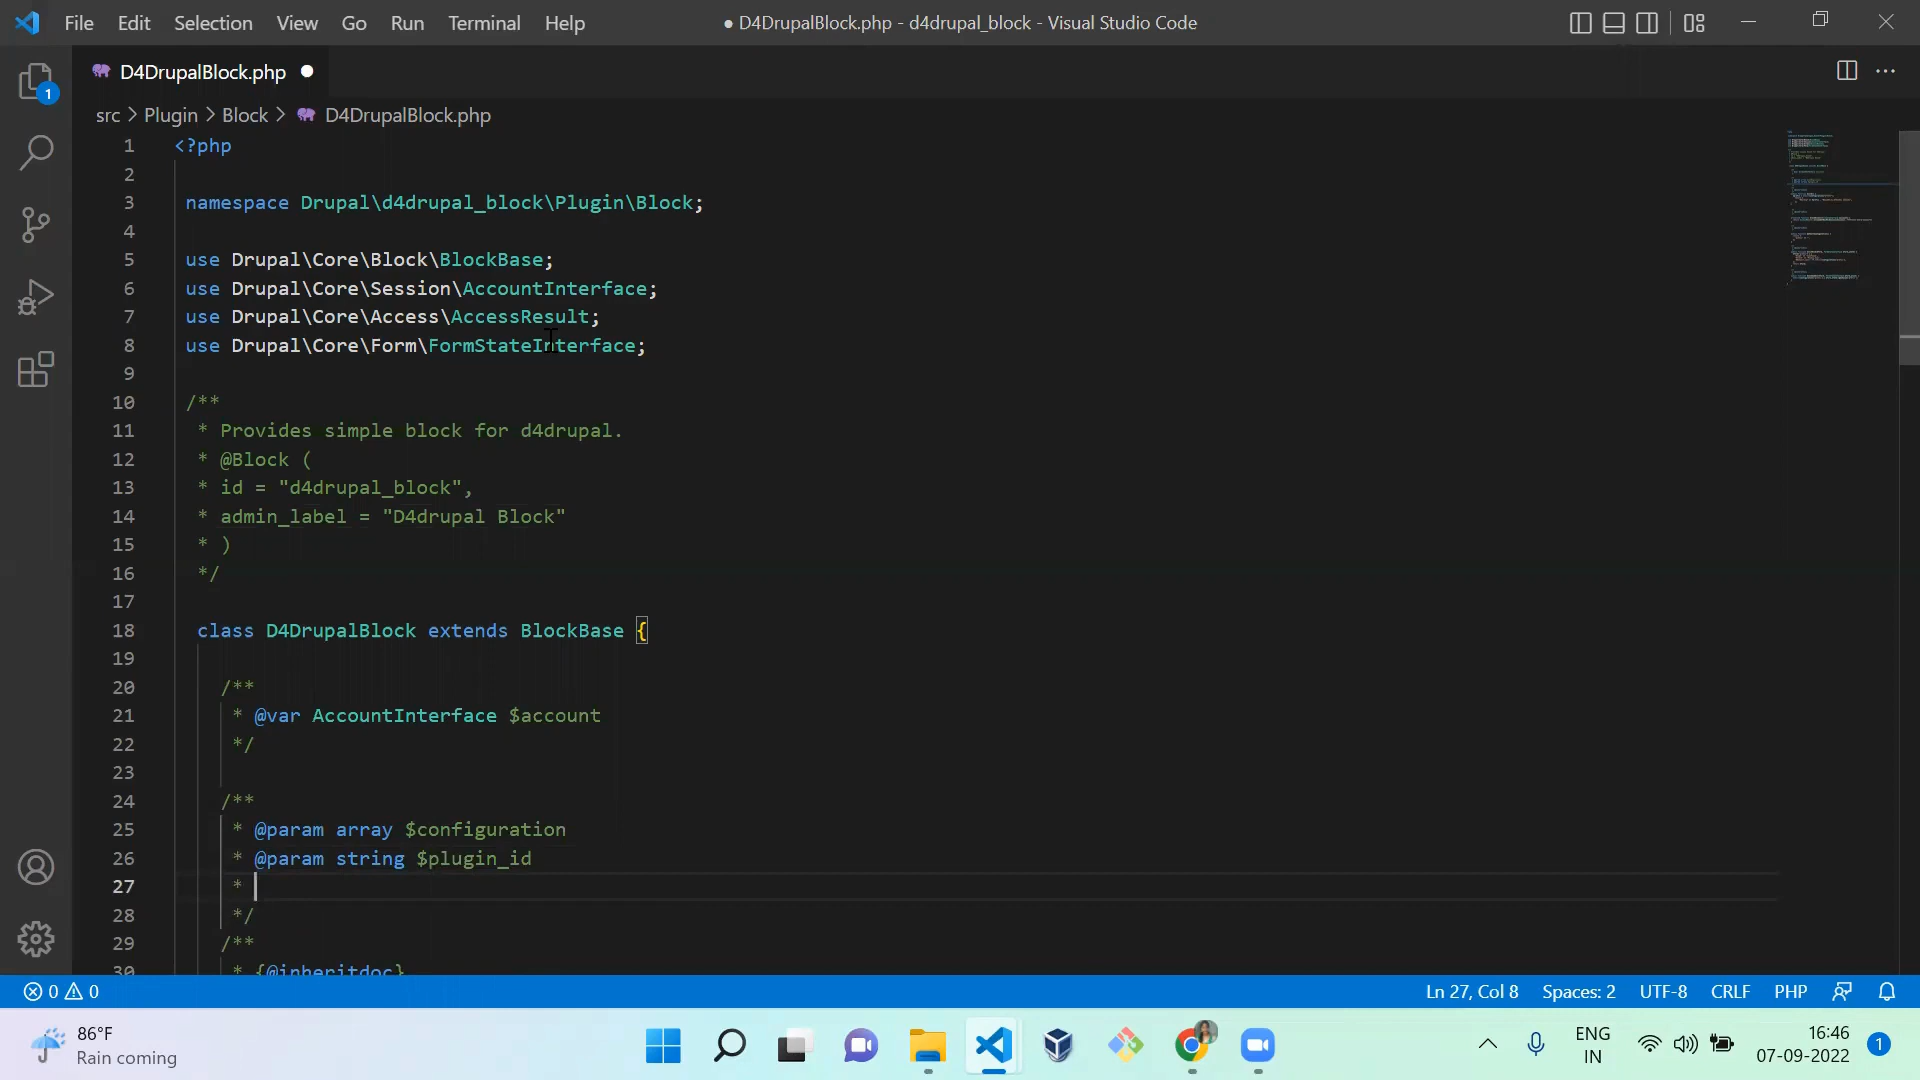 File Edit Selection View Go Run Terminal Help
● D4DrupalBlock.php - d4drupal_block - Visual Studio Code
D4DrupalBlock.php
src > Plugin > Block > D4DrupalBlock.php
1 <?php
2
3 namespace Drupal\d4drupal_block\Plugin\Block;
4
5 use Drupal\Core\Block\BlockBase;
6 use Drupal\Core\Session\AccountInterface;
7 use Drupal\Core\Access\AccessResult;
8 use Drupal\Core\Form\FormStateInterface;
9
10 /**
11 * Provides simple block for d4drupal.
12 * @Block (
13 * id = "d4drupal_block",
14 * admin_label = "D4drupal Block"
15 * )
16 */
17
18 class D4DrupalBlock extends BlockBase {
19
20 /**
21 * @var AccountInterface $account
22 */
23
24 /**
25 * @param array $configuration
26 * @param string $plugin_id
27 *
28 */
29 /**
30 * {@inheritdoc}
1
0 0
Ln 27, Col 8 Spaces: 2 UTF-8 CRLF PHP
86°F
Rain coming
ENG
IN
16:46
07-09-2022
1